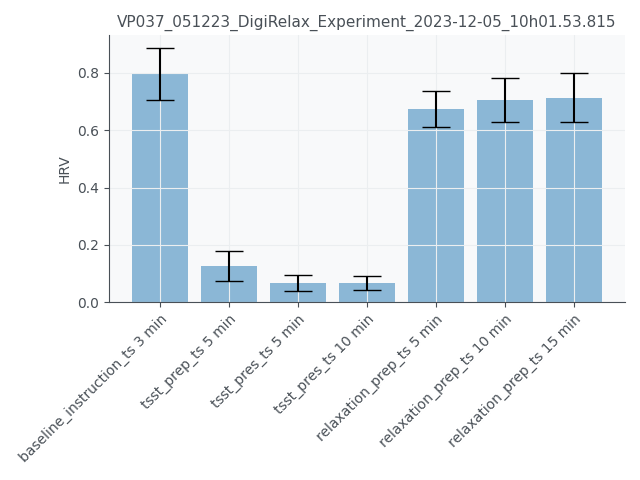 VP037_051223_DigiRelax_Experiment_2023-12-05_10h01.53.815
HRV
0.8
0.6
0.4
0.2
0.0
baseline_instruction_ts 3 min
tsst_prep_ts 5 min
tsst_pres_ts 5 min
tsst_pres_ts 10 min
relaxation_prep_ts 5 min
relaxation_prep_ts 10 min
relaxation_prep_ts 15 min